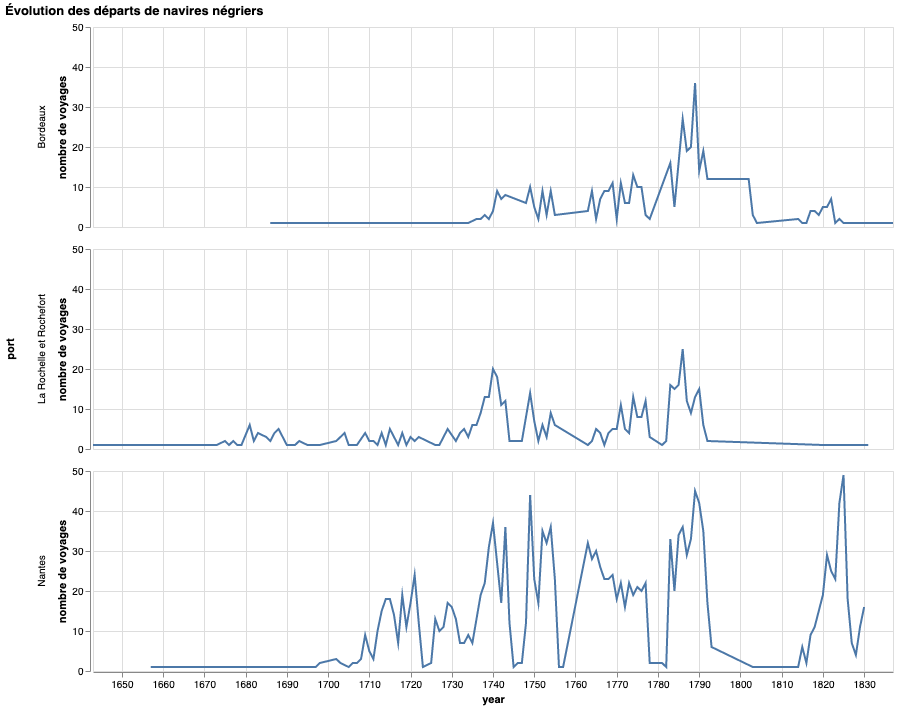 Évolution des départs de navires négriers
port
Bordeaux
nombre de voyages
50
40
30
20
10
0
La Rochelle et Rochefort
nombre de voyages
50
40
30
20
10
0
Nantes
nombre de voyages
50
40
30
20
10
0
1650 1660 1670 1680 1690 1700 1710 1720 1730 1740 1750 1760 1770 1780 1790 1800 1810 1820 1830
year